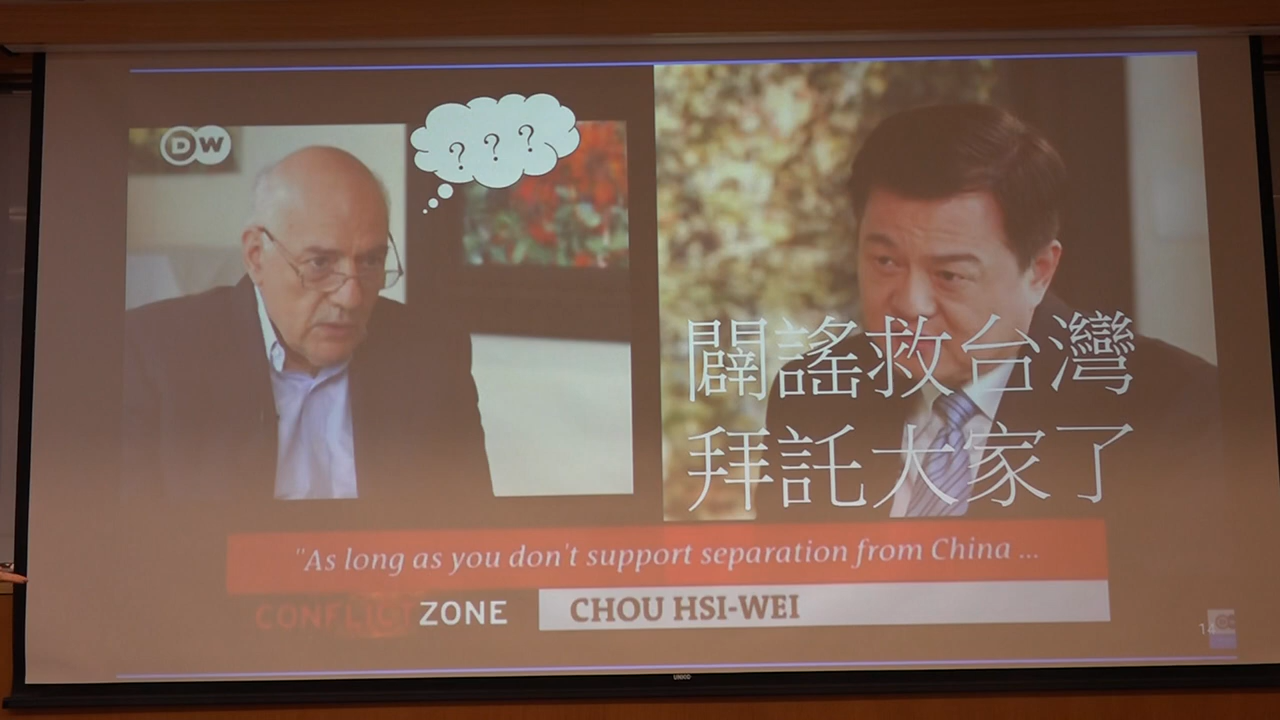 DW
? ? ?
闢謠救台灣
拜託大家了
"As long as you don't support separation from China ...
CONFLICT ZONE
CHOU HSI-WEI
14